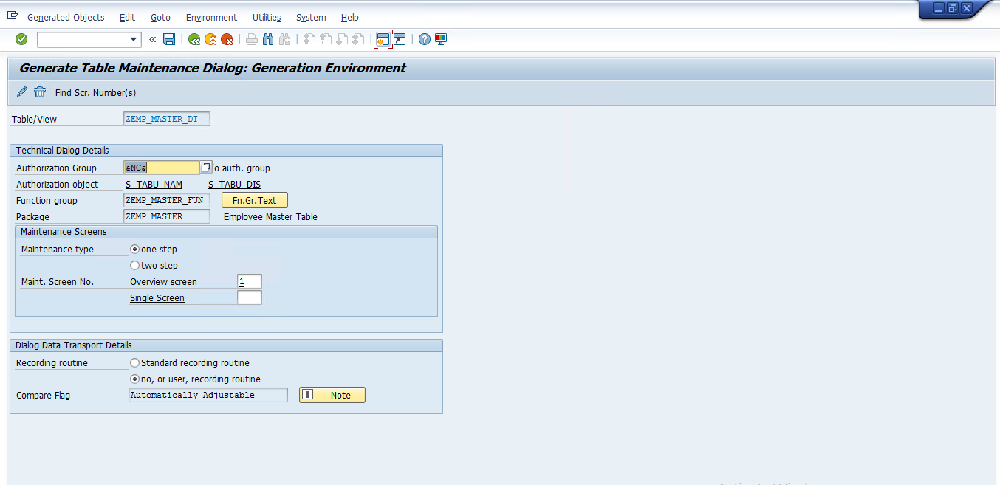 Generated Objects Edit Goto Environment Utilities System Help
Generate Table Maintenance Dialog: Generation Environment
Find Scr. Number(s)
Table/View ZEMP_MASTER_DT
Technical Dialog Details
Authorization Group &NC& /o auth. group
Authorization object S_TABU_NAM S_TABU_DIS
Function group ZEMP_MASTER_FUN Fn.Gr.Text
Package ZEMP_MASTER Employee Master Table
Maintenance Screens
Maintenance type one step
two step
Maint. Screen No. Overview screen 1
Single Screen
Dialog Data Transport Details
Recording routine Standard recording routine
no, or user, recording routine
Compare Flag Automatically Adjustable Note